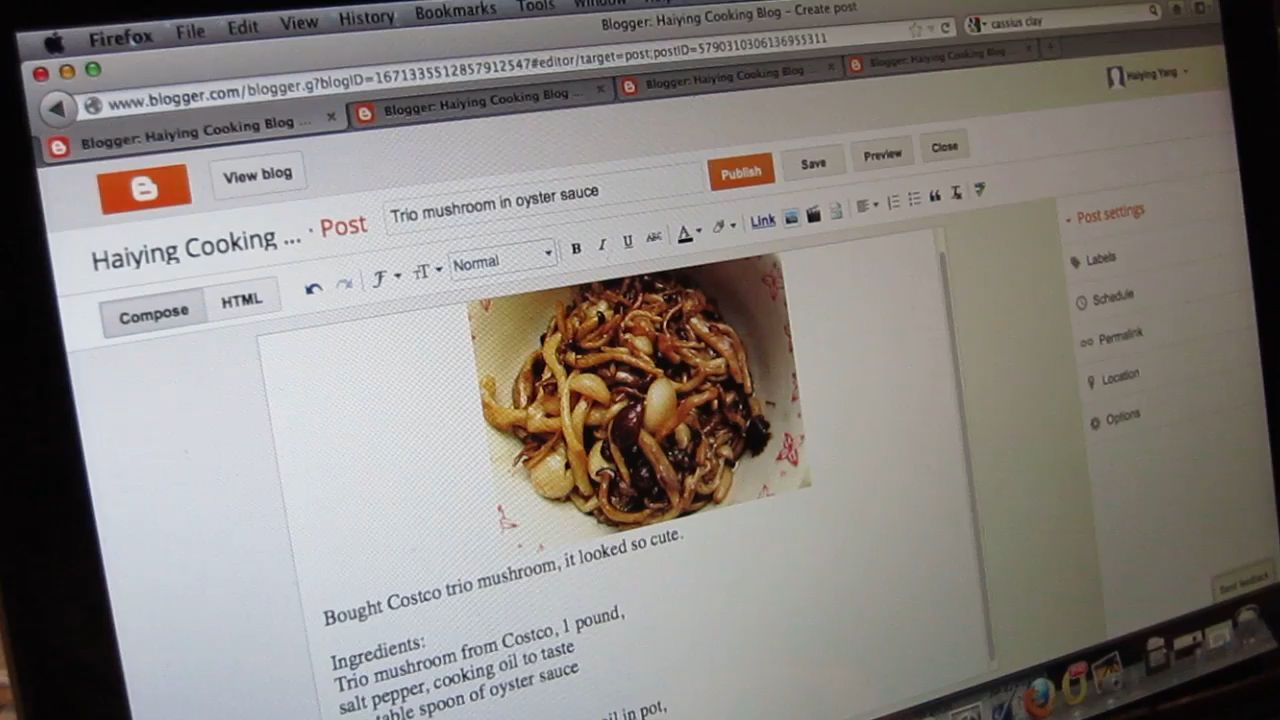 Firefox File Edit View History Bookmarks Tools Window
Blogger: Haiying Cooking Blog – Create post
www.blogger.com/blogger.g?blogID=1671335512857912547#editor/target=post;postID=5790310306136955311
cassius clay
Blogger: Haiying Cooking Blog ...
Blogger: Haiying Cooking Blog ...
Blogger: Haiying Cooking Blog ...
Blogger: Haiying Cooking Blog ...
Haiying Yang
View blog
Haiying Cooking ... · Post
Trio mushroom in oyster sauce
Publish Save Preview Close
Compose HTML
Normal B I U ABC A Link
Post settings
Labels
Schedule
Permalink
Location
Options
Bought Costco trio mushroom, it looked so cute.
Ingredients:
Trio mushroom from Costco, 1 pound,
salt pepper, cooking oil to taste
table spoon of oyster sauce
in pot,
Send feedback